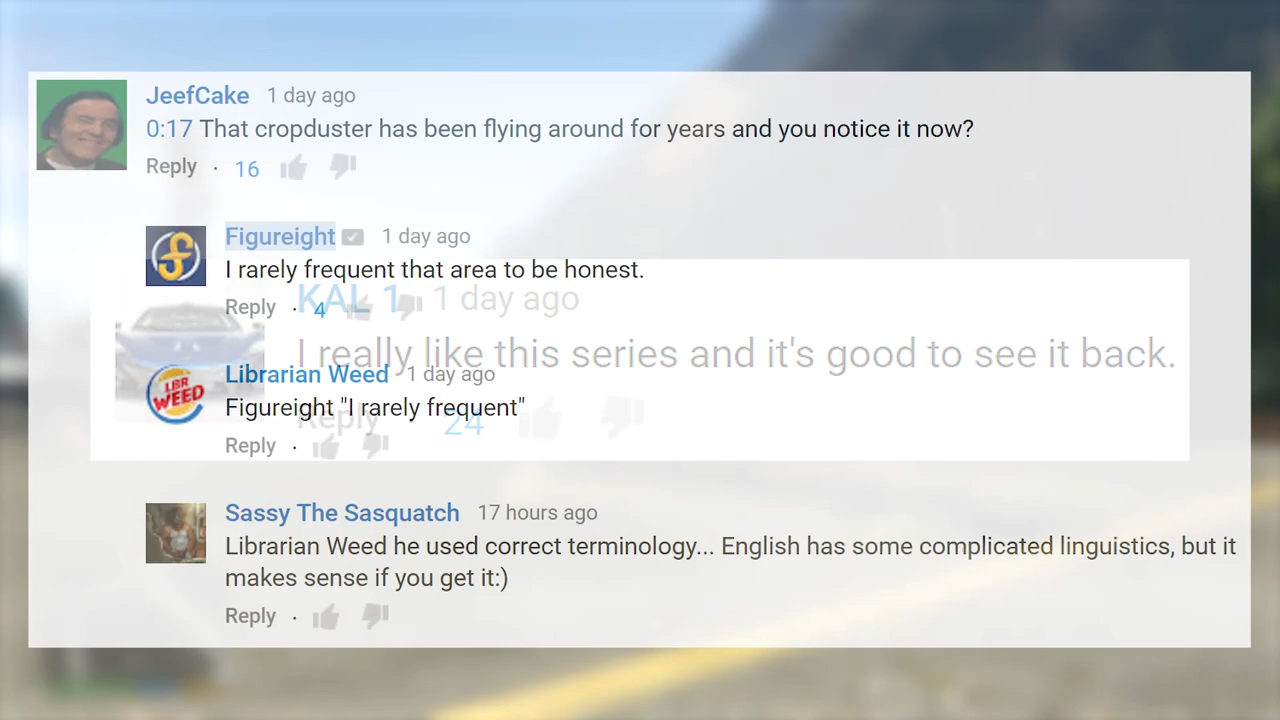 JeefCake 1 day ago
0:17 That cropduster has been flying around for years and you notice it now?
Reply · 16
Figureight 1 day ago
I rarely frequent that area to be honest.
Reply · 4
KAL 1 1 day ago
I really like this series and it's good to see it back.
Reply · 24
LBR
WEED
Librarian Weed 1 day ago
Figureight "I rarely frequent"
Reply ·
Sassy The Sasquatch 17 hours ago
Librarian Weed he used correct terminology... English has some complicated linguistics, but it
makes sense if you get it:)
Reply ·